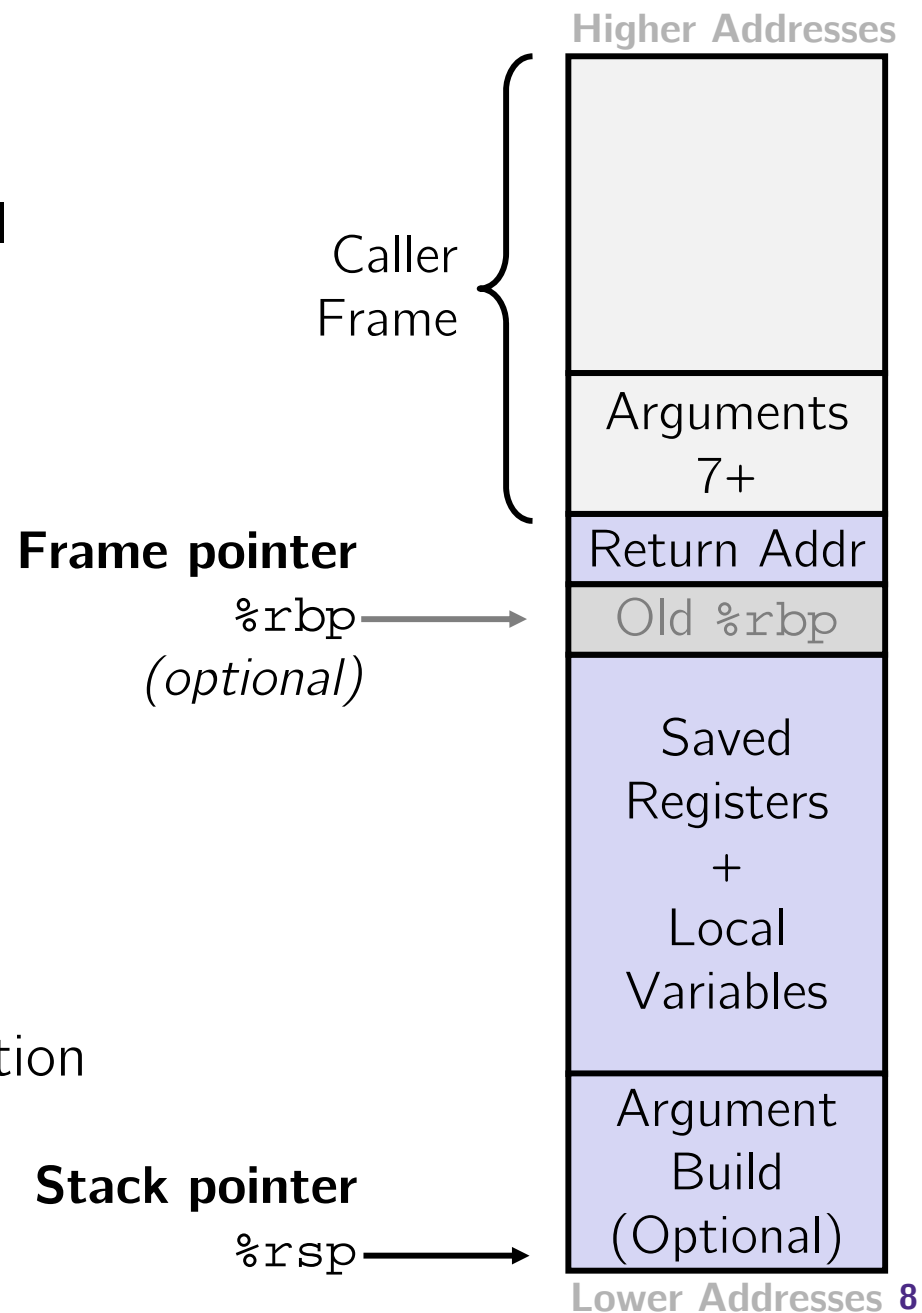 Higher Addresses
Caller
Frame
Arguments
7+
Frame pointer
Return Addr
%rbp
Old %rbp
(optional)
Saved
Registers
+
Local
Variables
tion
Argument
Build
(Optional)
Stack pointer
%rsp
Lower Addresses 8